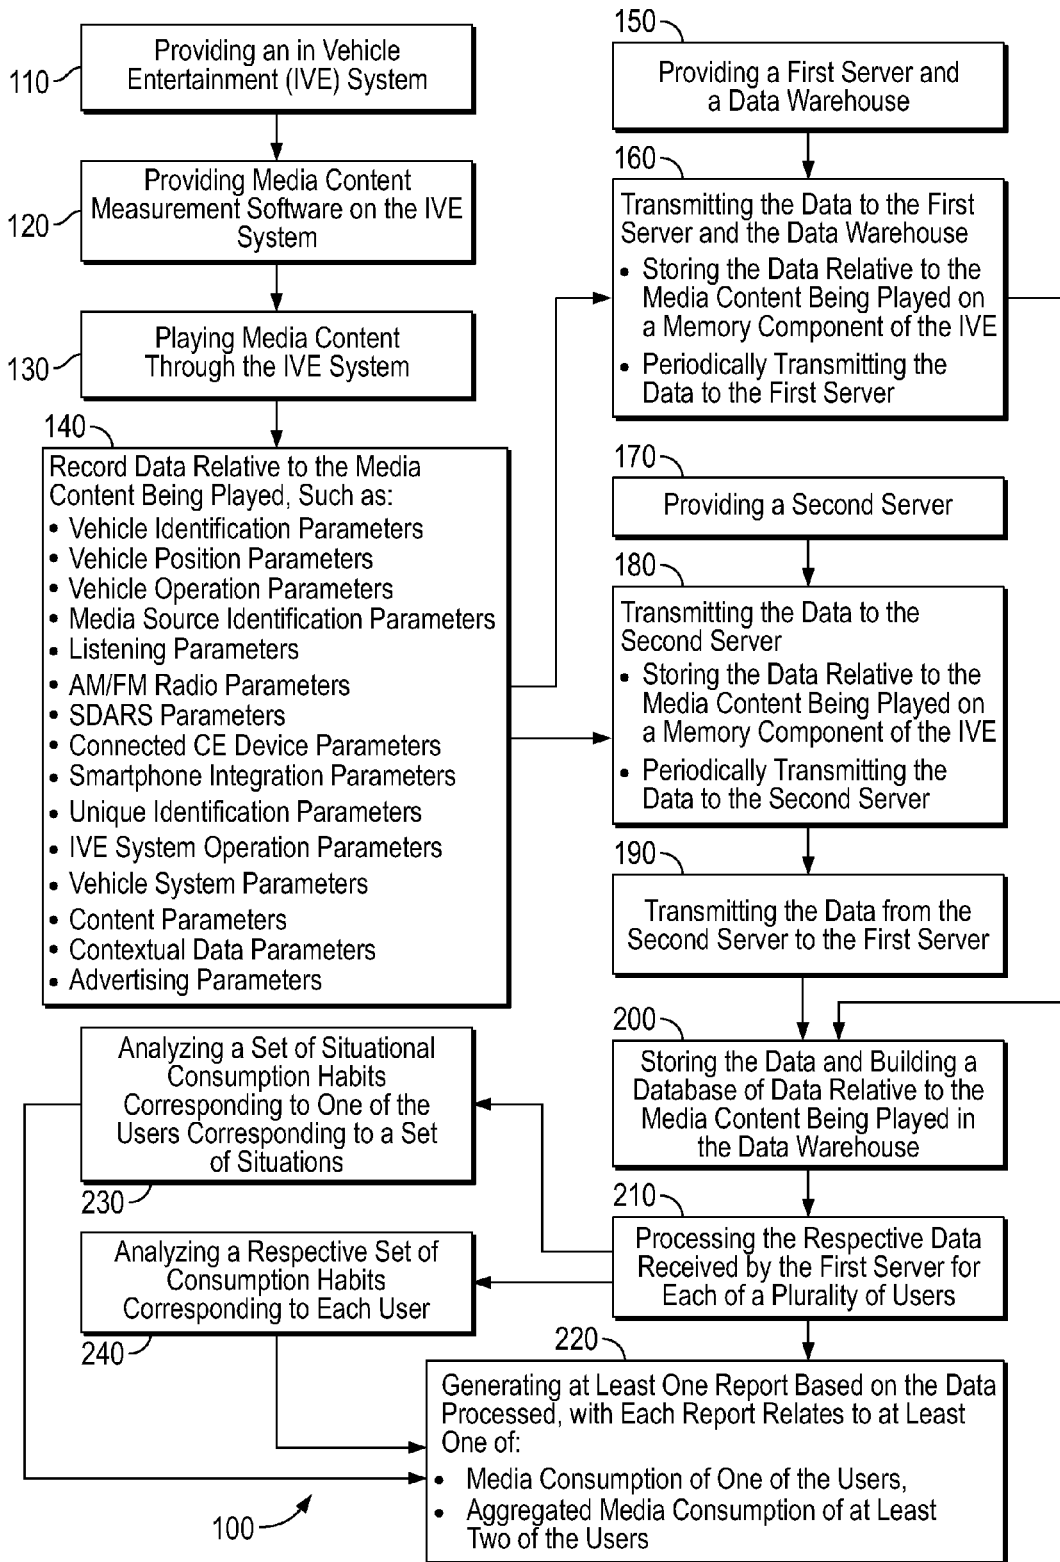 110
Providing an in Vehicle
Entertainment (IVE) System
120
Providing Media Content
Measurement Software on the IVE
System
130
Playing Media Content
Through the IVE System
140
Record Data Relative to the Media
Content Being Played, Such as:
• Vehicle Identification Parameters
• Vehicle Position Parameters
• Vehicle Operation Parameters
• Media Source Identification Parameters
• Listening Parameters
• AM/FM Radio Parameters
• SDARS Parameters
• Connected CE Device Parameters
• Smartphone Integration Parameters
• Unique Identification Parameters
• IVE System Operation Parameters
• Vehicle System Parameters
• Content Parameters
• Contextual Data Parameters
• Advertising Parameters
150
Providing a First Server and
a Data Warehouse
160
Transmitting the Data to the First
Server and the Data Warehouse
• Storing the Data Relative to the
Media Content Being Played on
a Memory Component of the IVE
• Periodically Transmitting the
Data to the First Server
170
Providing a Second Server
180
Transmitting the Data to the
Second Server
• Storing the Data Relative to the
Media Content Being Played on
a Memory Component of the IVE
• Periodically Transmitting the
Data to the Second Server
190
Transmitting the Data from the
Second Server to the First Server
200
Storing the Data and Building a
Database of Data Relative to the
Media Content Being Played in
the Data Warehouse
210
Processing the Respective Data
Received by the First Server for
Each of a Plurality of Users
Analyzing a Set of Situational
Consumption Habits
Corresponding to One of the
Users Corresponding to a Set
of Situations
230
Analyzing a Respective Set of
Consumption Habits
Corresponding to Each User
240
220
Generating at Least One Report Based on the Data
Processed, with Each Report Relates to at Least
One of:
• Media Consumption of One of the Users,
• Aggregated Media Consumption of at Least
Two of the Users
100